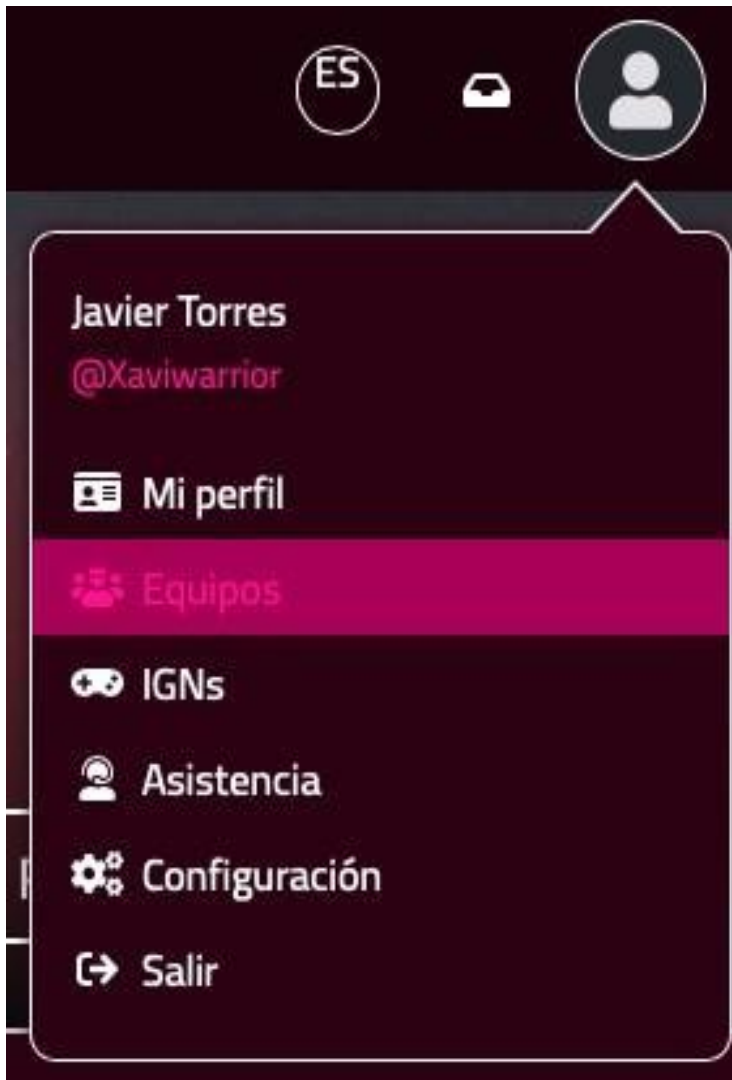 ES
Javier Torres
@Xaviwarrior
Mi perfil
Equipos
IGNs
Asistencia
Configuración
Salir